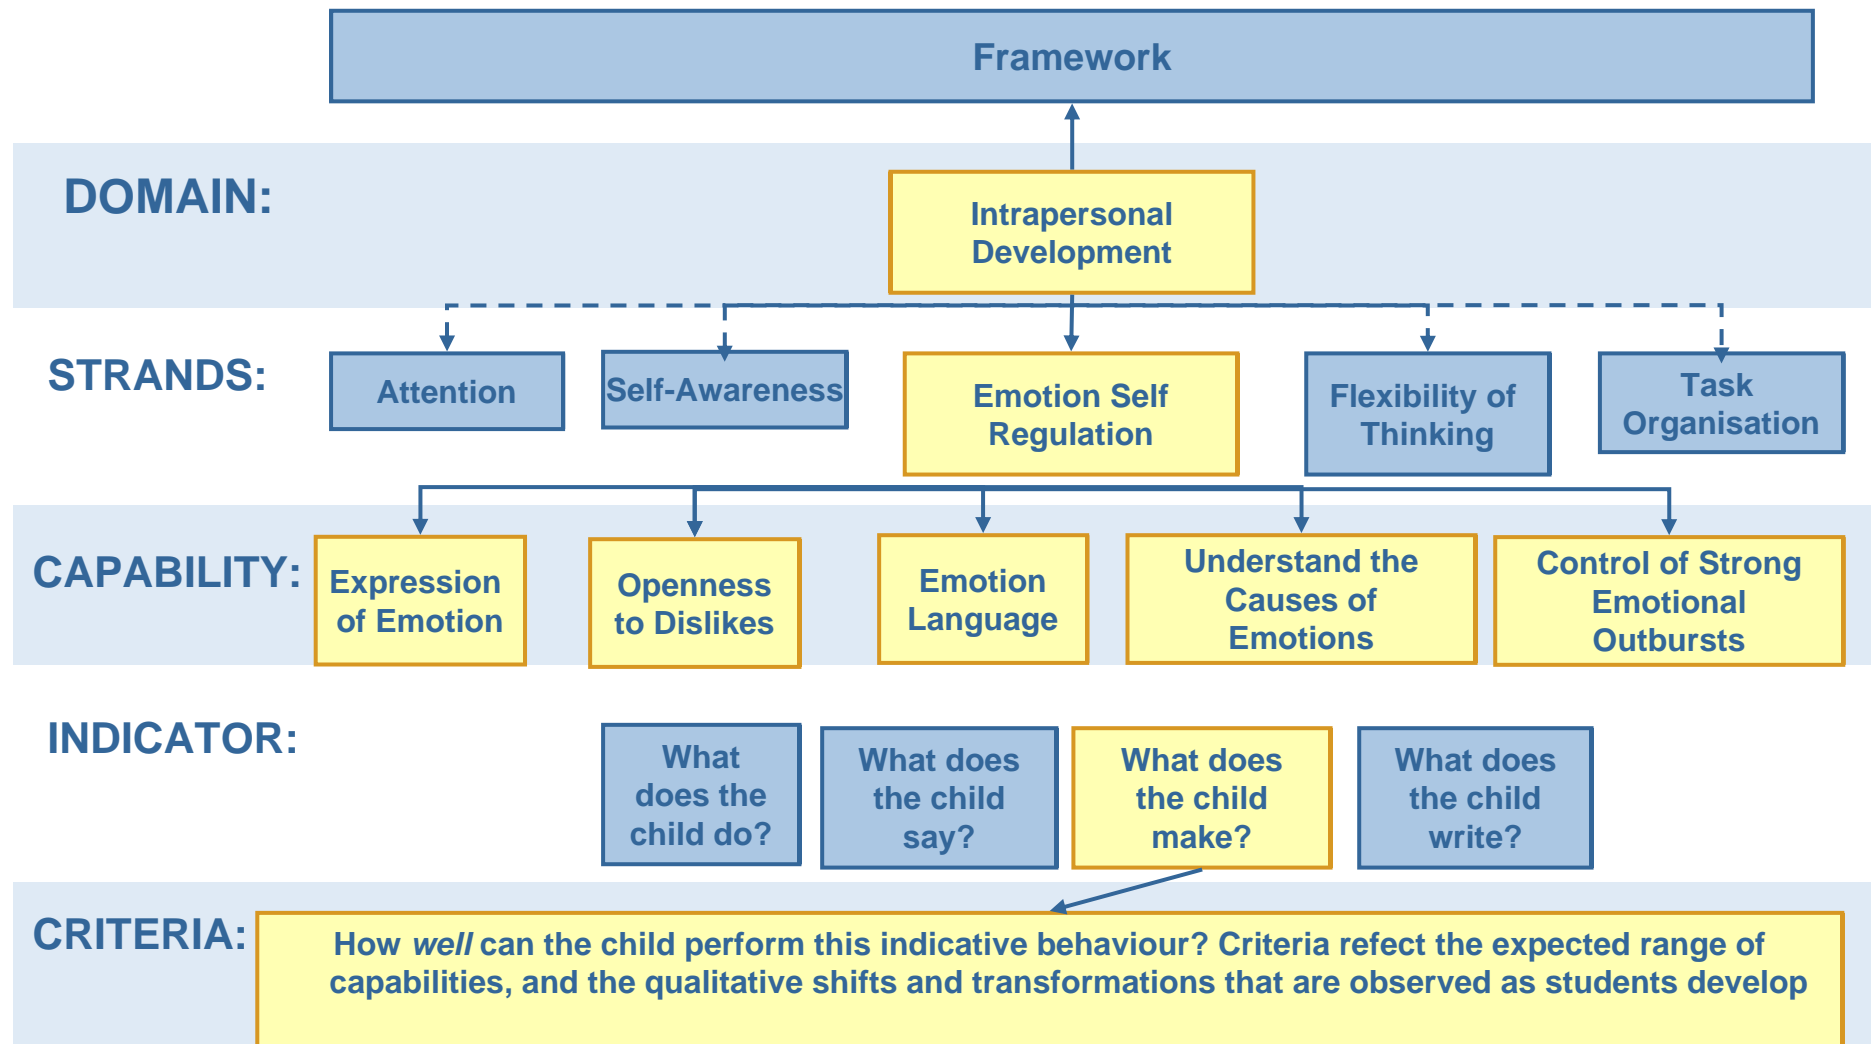 Framework
DOMAIN:
Intrapersonal
Development
STRANDS:
Attention
Self-Awareness
Emotion Self
Regulation
Flexibility of
Thinking
Task
Organisation
CAPABILITY:
Expression
of Emotion
Openness
to Dislikes
Emotion
Language
Understand the
Causes of
Emotions
Control of Strong
Emotional
Outbursts
INDICATOR:
What
does the
child do?
What does
the child
say?
What does
the child
make?
What does
the child
write?
CRITERIA:
How well can the child perform this indicative behaviour? Criteria refect the expected range of
capabilities, and the qualitative shifts and transformations that are observed as students develop